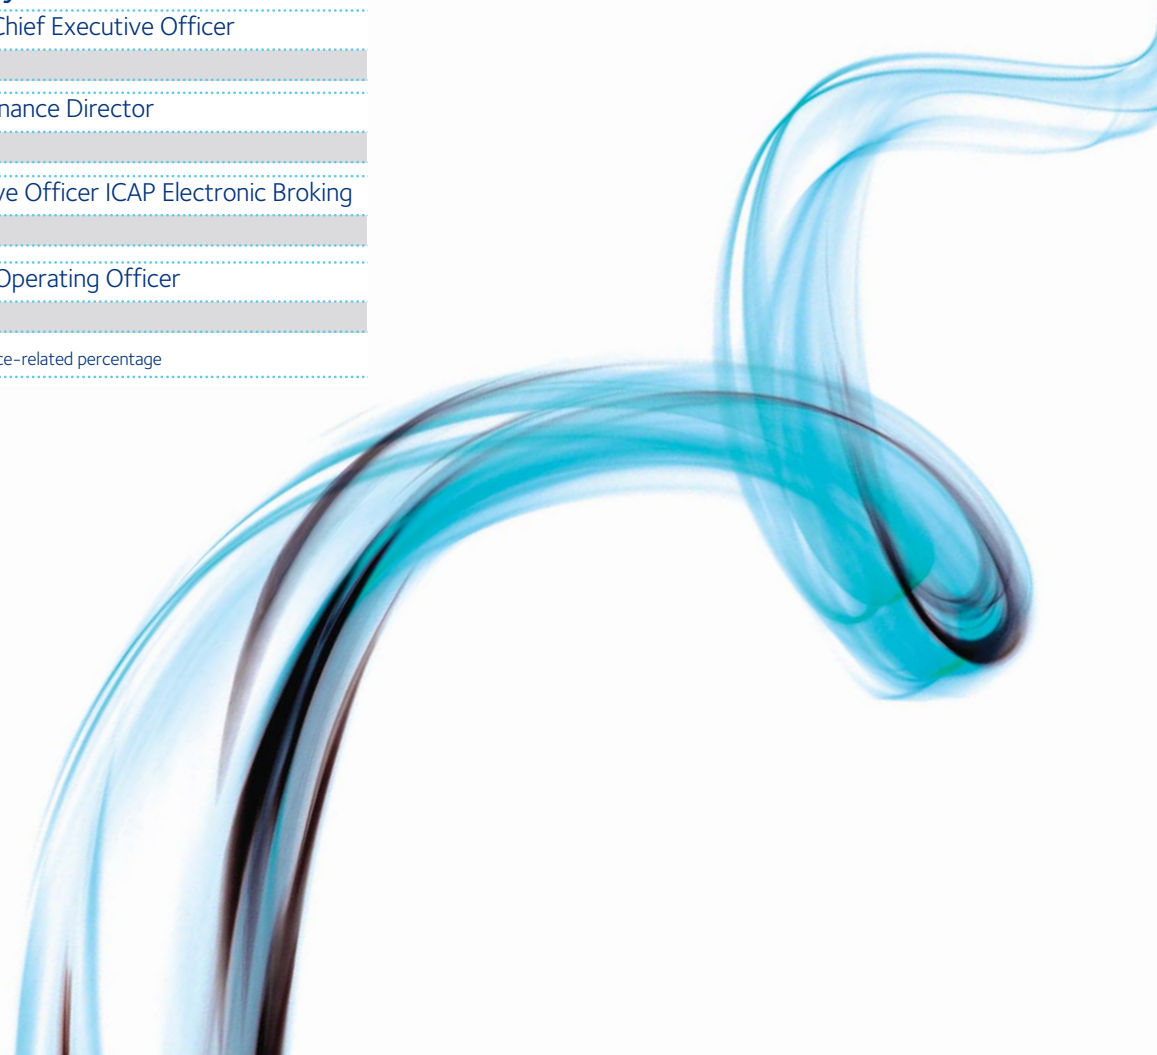 Chief Executive Officer
nance Director
ve Officer ICAP Electronic Broking
Operating Officer
ce-related percentage